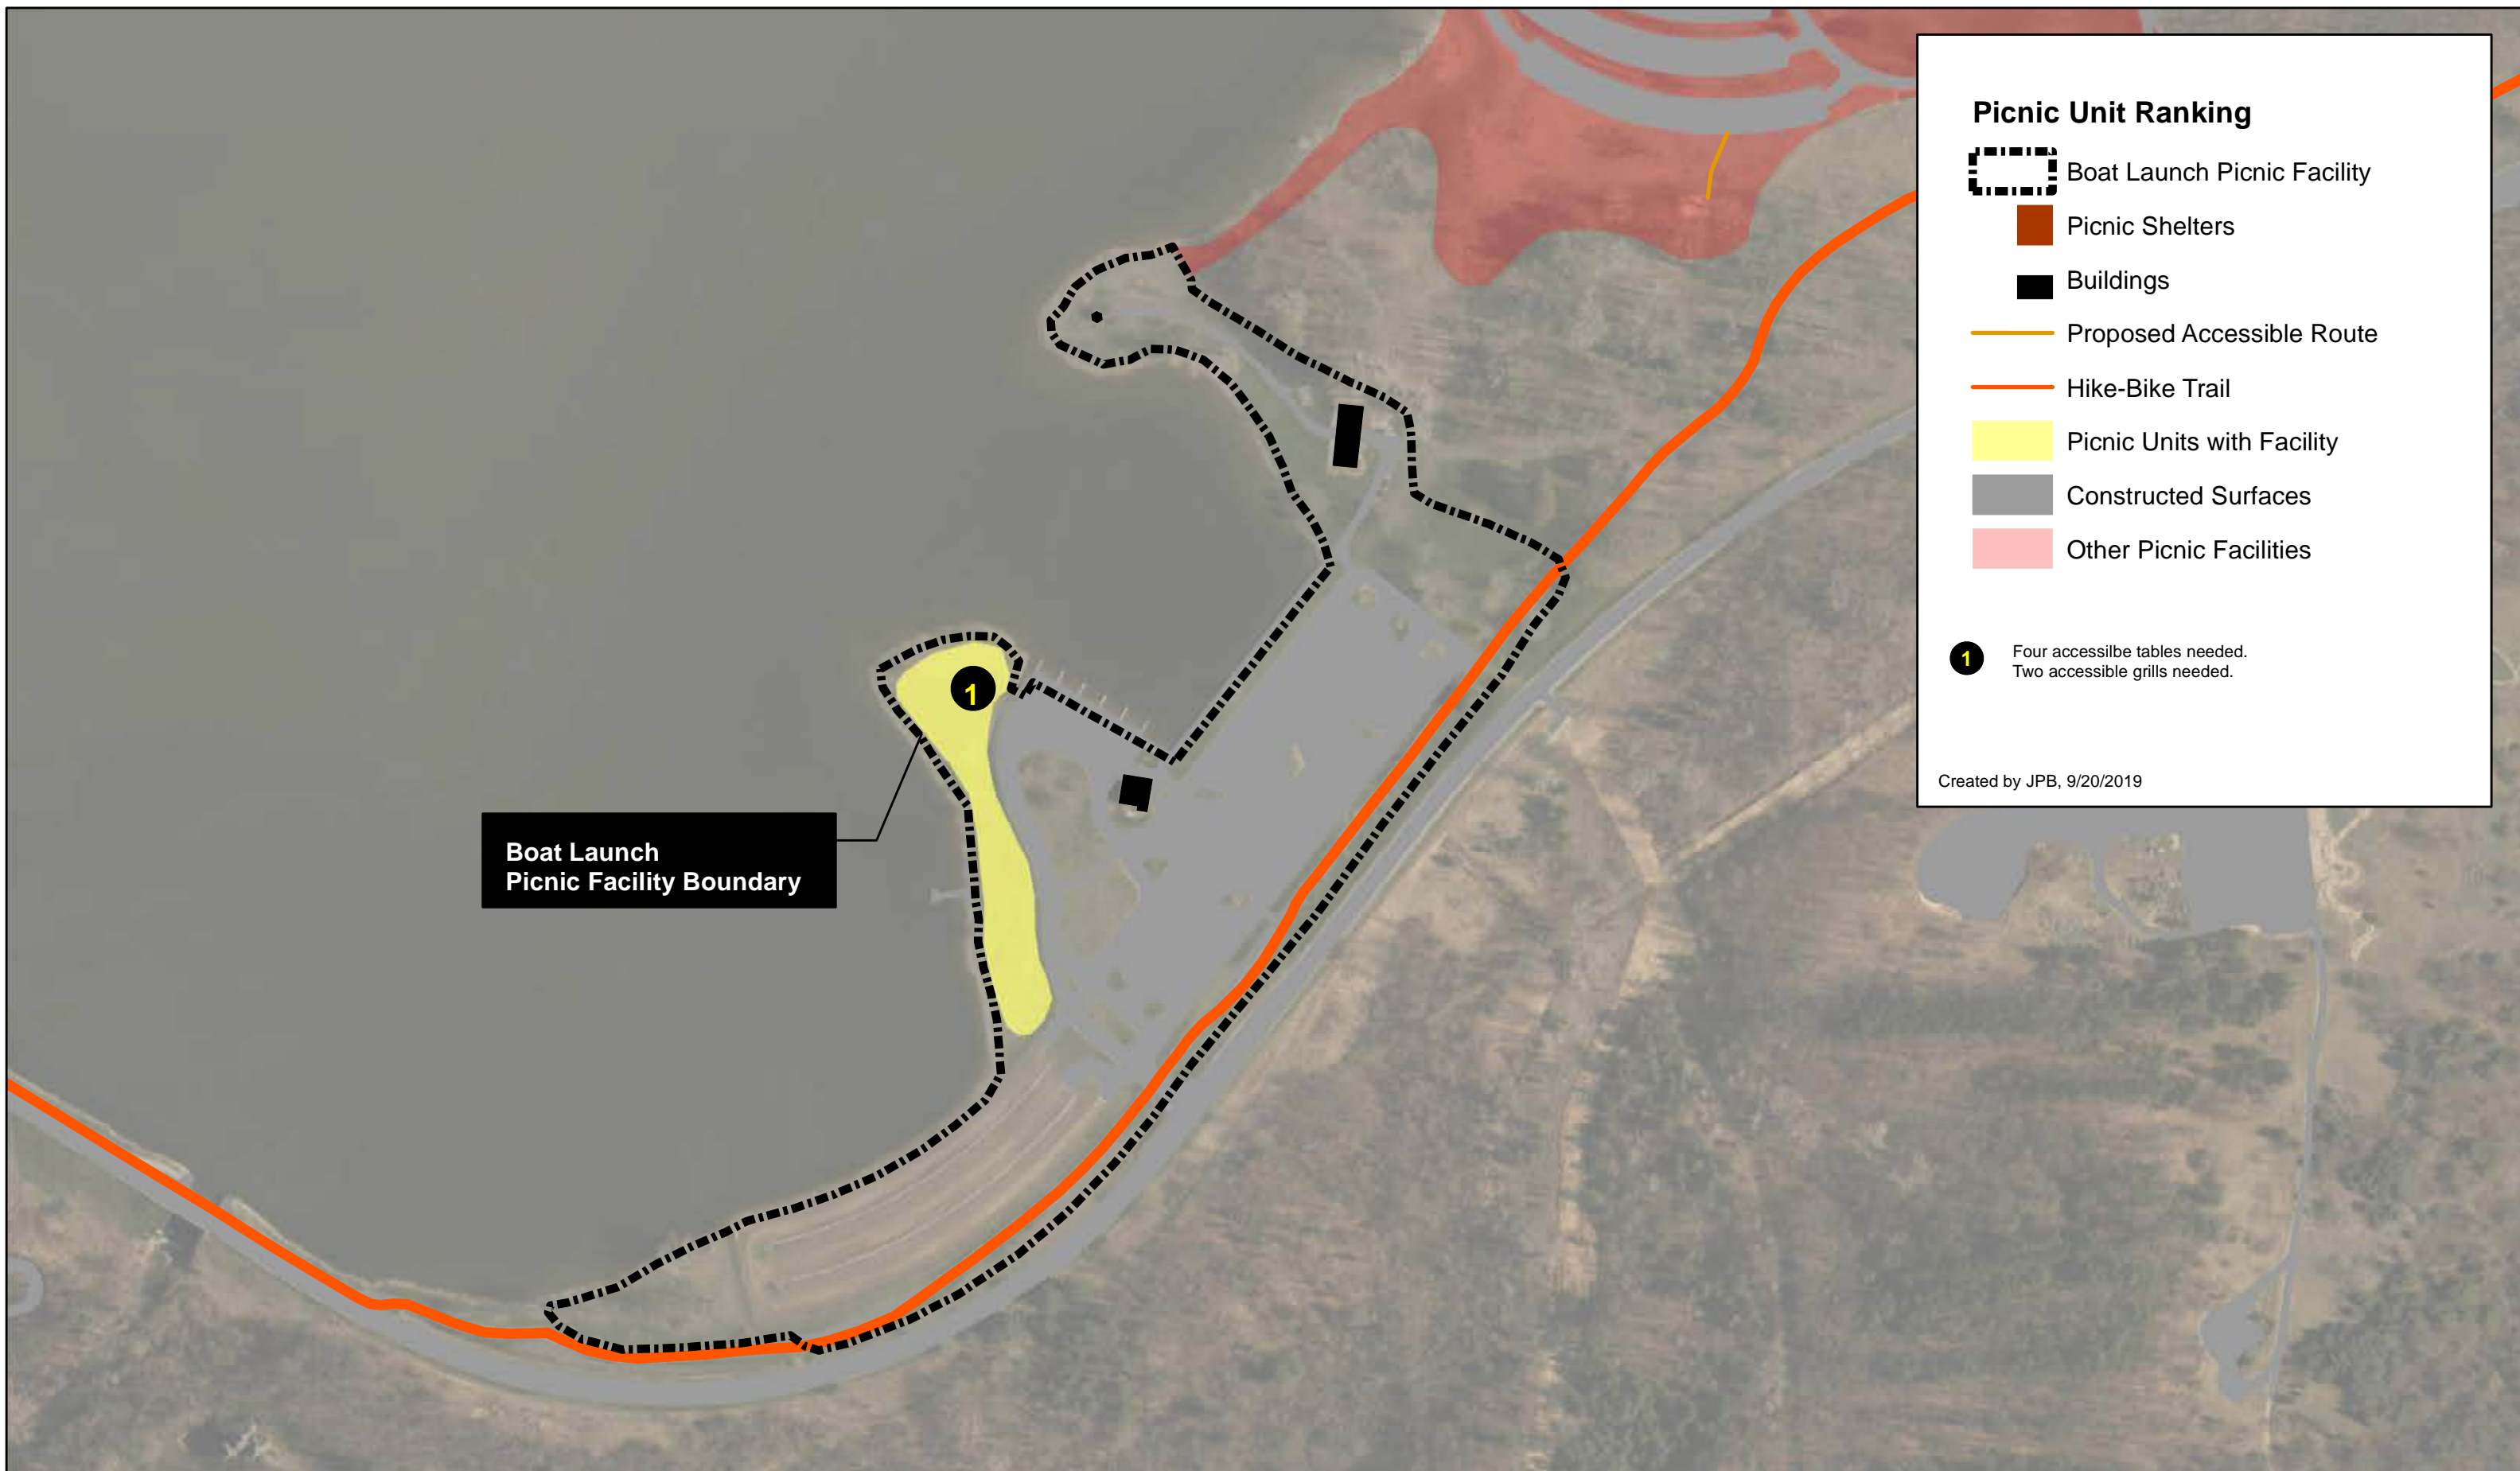 Picnic Unit Ranking
Boat Launch Picnic Facility
Picnic Shelters
Buildings
Proposed Accessible Route
Hike-Bike Trail
Picnic Units with Facility
Constructed Surfaces
Other Picnic Facilities
1
Four accessilbe tables needed.
Two accessible grills needed.
Created by JPB, 9/20/2019
1
Boat Launch
Picnic Facility Boundary